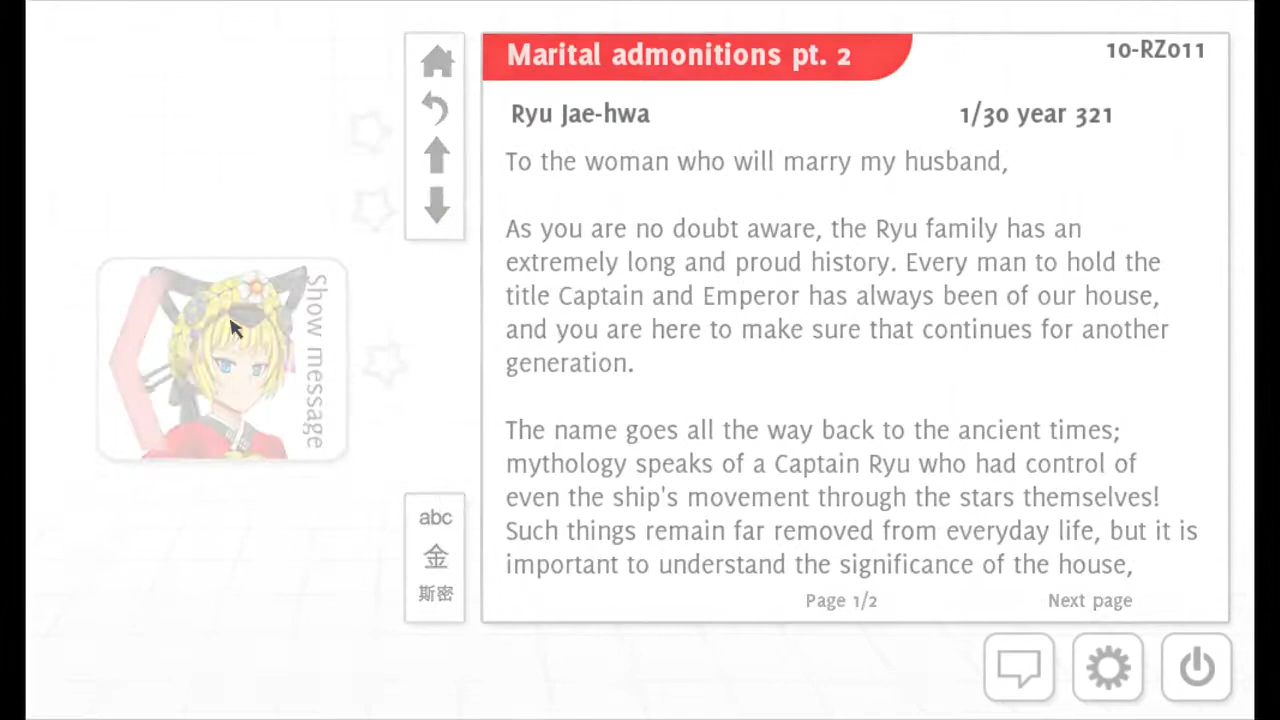 Marital admonitions pt. 2
10-RZ011
Ryu Jae-hwa
1/30 year 321
To the woman who will marry my husband,
As you are no doubt aware, the Ryu family has an
extremely long and proud history. Every man to hold the
title Captain and Emperor has always been of our house,
and you are here to make sure that continues for another
generation.
The name goes all the way back to the ancient times;
mythology speaks of a Captain Ryu who had control of
even the ship's movement through the stars themselves!
Such things remain far removed from everyday life, but it is
important to understand the significance of the house,
Page 1/2
Next page
Show message
abc
金
斯密